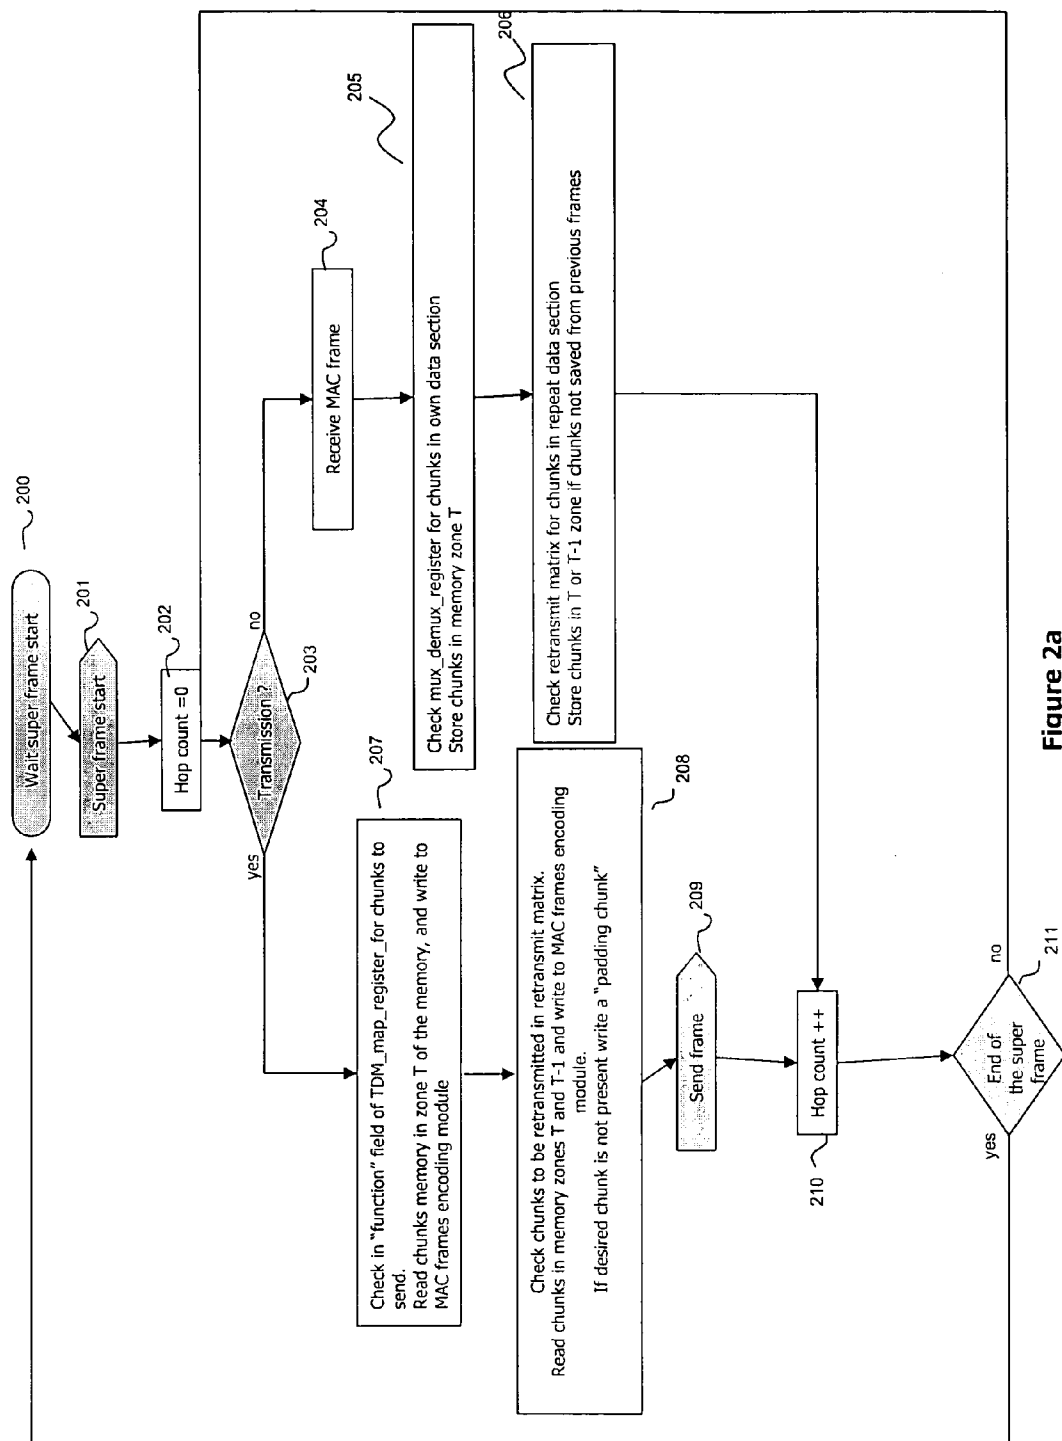 Wait super frame start
200
Super frame start
201
Hop count =0
202
Transmission ?
203
yes
no
Receive MAC frame
204
Check mux_demux_register for chunks in own data section
Store chunks in memory zone T
205
Check retransmit matrix for chunks in repeat data section
Store chunks in T or T-1 zone if chunks not saved from previous frames
206
207
Check in "function" field of TDM_map_register_for chunks to
send.
Read chunks memory in zone T of the memory, and write to
MAC frames encoding module
208
Check chunks to be retransmitted in retransmit matrix.
Read chunks in memory zones T and T-1 and write to MAC frames encoding
module.
If desired chunk is not present write a "padding chunk"
Send frame
209
Hop count ++
210
End of
the super
frame
211
yes
no
Figure 2a